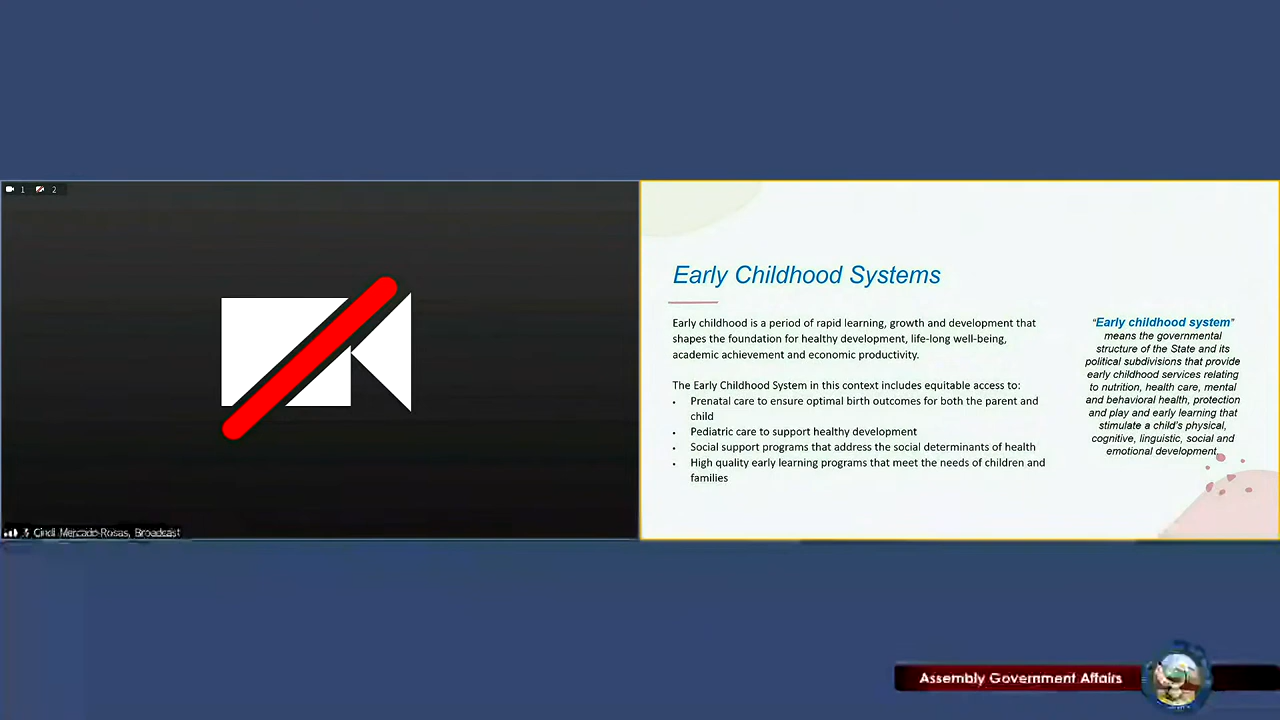 1 2
Cindi Mercado-Rosas, Broadcast
Early Childhood Systems
Early childhood is a period of rapid learning, growth and development that
shapes the foundation for healthy development, life-long well-being,
academic achievement and economic productivity.
The Early Childhood System in this context includes equitable access to:
• Prenatal care to ensure optimal birth outcomes for both the parent and
child
• Pediatric care to support healthy development
• Social support programs that address the social determinants of health
• High quality early learning programs that meet the needs of children and
families
"Early childhood system"
means the governmental
structure of the State and its
political subdivisions that provide
early childhood services relating
to nutrition, health care, mental
and behavioral health, protection
and play and early learning that
stimulate a child's physical,
cognitive, linguistic, social and
emotional development.
Assembly Government Affairs